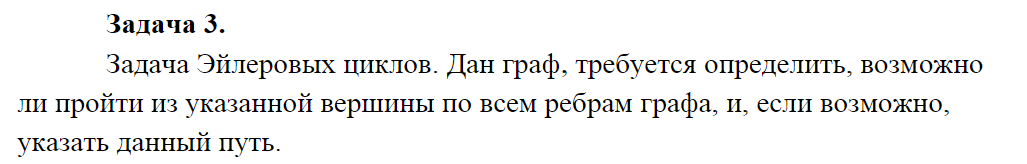 Задача 3.
Задача Эйлеровых циклов. Дан граф, требуется определить, возможно
ли пройти из указанной вершины по всем ребрам графа, и, если возможно,
указать данный путь.